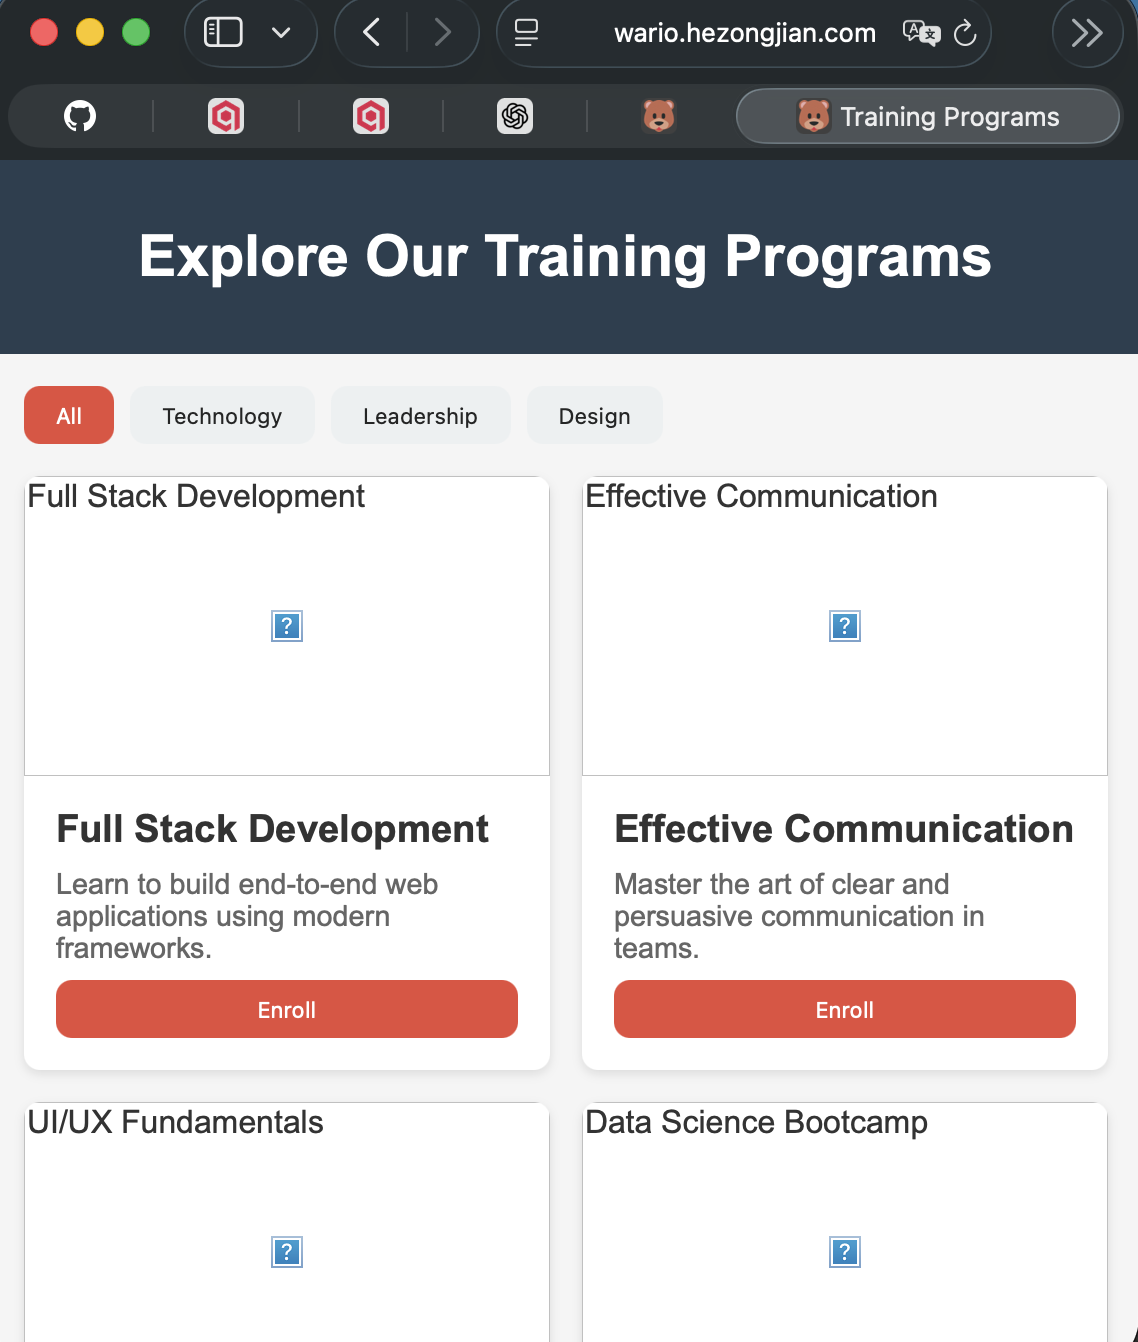 wario.hezongjian.com
Training Programs
Explore Our Training Programs
All
Technology
Leadership
Design
Full Stack Development
?
Full Stack Development
Learn to build end-to-end web
applications using modern
frameworks.
Enroll
Effective Communication
?
Effective Communication
Master the art of clear and
persuasive communication in
teams.
Enroll
UI/UX Fundamentals
?
Data Science Bootcamp
?